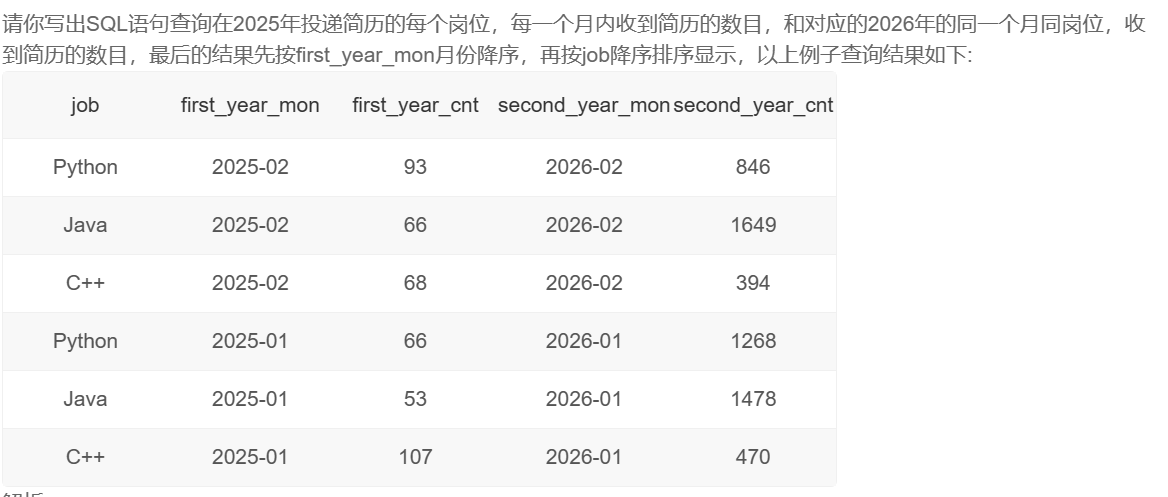 请你写出SQL语句查询在2025年投递简历的每个岗位，每一个月内收到简历的数目，和对应的2026年的同一个月同岗位，收
到简历的数目，最后的结果先按first_year_mon月份降序，再按job降序排序显示，以上例子查询结果如下:
job first_year_mon first_year_cnt second_year_mon second_year_cnt
Python 2025-02 93 2026-02 846
Java 2025-02 66 2026-02 1649
C++ 2025-02 68 2026-02 394
Python 2025-01 66 2026-01 1268
Java 2025-01 53 2026-01 1478
C++ 2025-01 107 2026-01 470